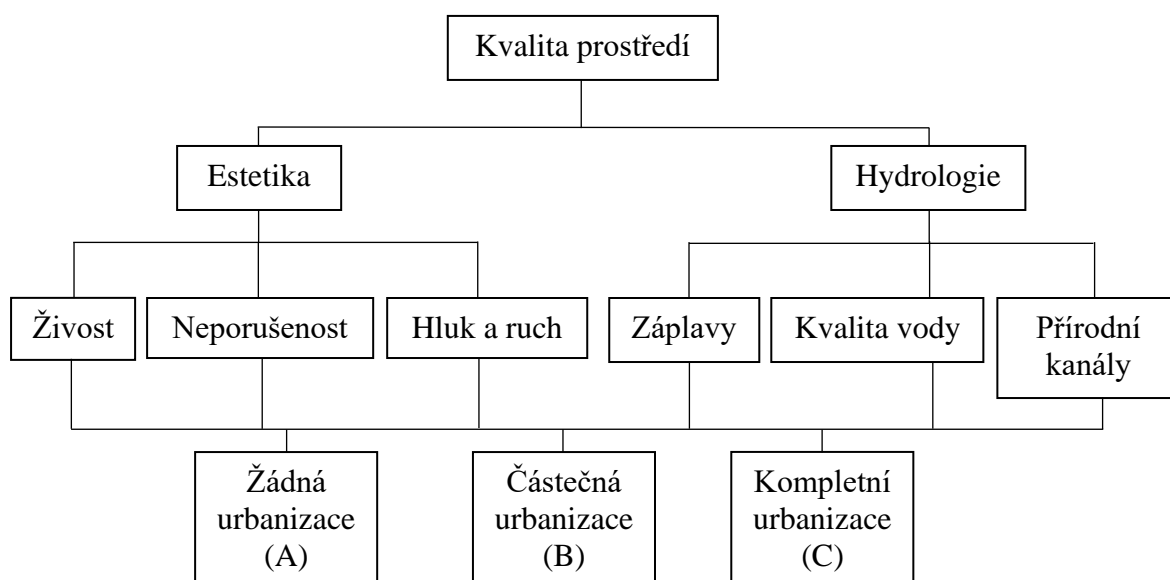 Kvalita prostředí
Estetika
Hydrologie
Živost
Neporušenost
Hluk a ruch
Záplavy
Kvalita vody
Přírodní
kanály
Žádná
urbanizace
(A)
Částečná
urbanizace
(B)
Kompletní
urbanizace
(C)